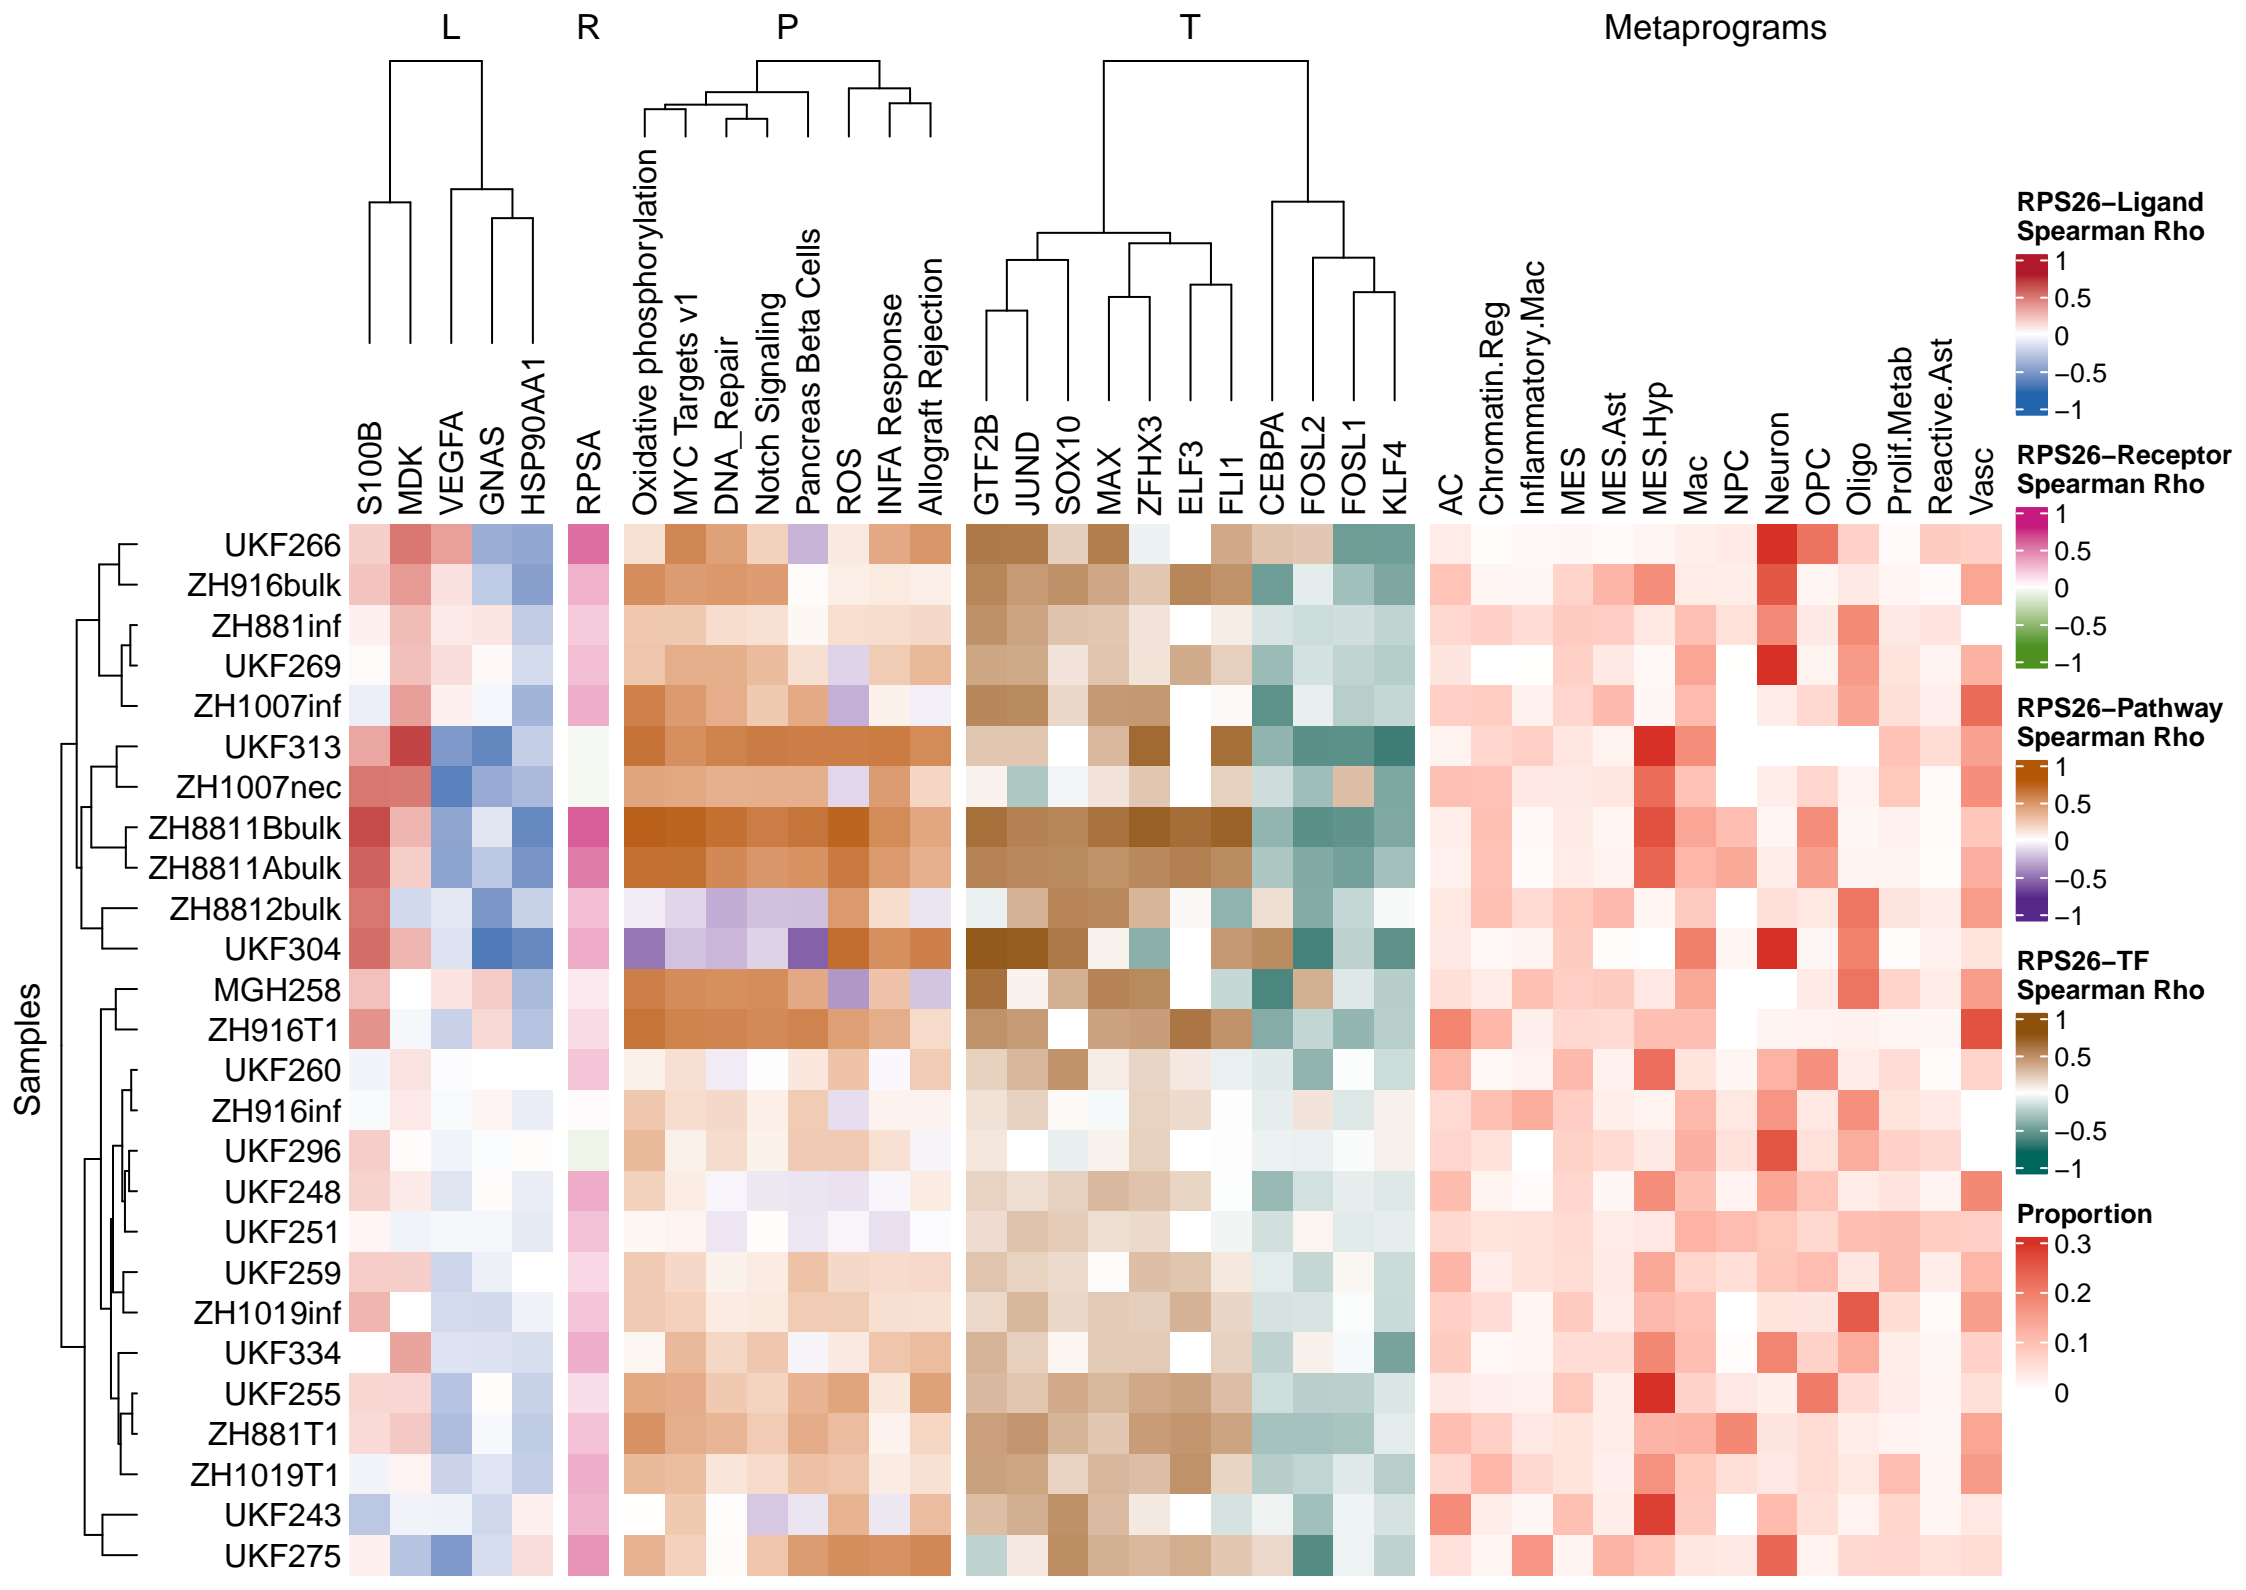 L
R
P
T
Metaprograms
S100B
MDK
VEGFA
GNAS
HSP90AA1
RPSA
Oxidative phosphorylation
MYC Targets v1
DNA_Repair
Notch Signaling
Pancreas Beta Cells
ROS
INFA Response
Allograft Rejection
GTF2B
JUND
SOX10
MAX
ZFHX3
ELF3
FLI1
CEBPA
FOSL2
FOSL1
KLF4
AC
Chromatin.Reg
Inflammatory.Mac
MES
MES.Ast
MES.Hyp
Mac
NPC
Neuron
OPC
Oligo
Prolif.Metab
Reactive.Ast
Vasc
Samples
UKF266
ZH916bulk
ZH881inf
UKF269
ZH1007inf
UKF313
ZH1007nec
ZH8811Bbulk
ZH8811Abulk
ZH8812bulk
UKF304
MGH258
ZH916T1
UKF260
ZH916inf
UKF296
UKF248
UKF251
UKF259
ZH1019inf
UKF334
UKF255
ZH881T1
ZH1019T1
UKF243
UKF275
RPS26−Ligand
Spearman Rho
1
0.5
0
−0.5
−1
RPS26−Receptor
Spearman Rho
1
0.5
0
−0.5
−1
RPS26−Pathway
Spearman Rho
1
0.5
0
−0.5
−1
RPS26−TF
Spearman Rho
1
0.5
0
−0.5
−1
Proportion
0.3
0.2
0.1
0